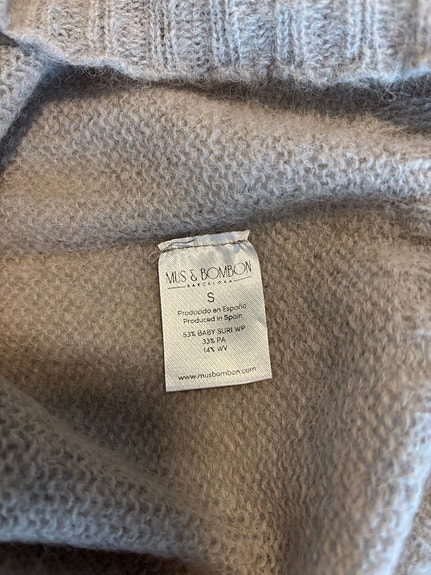 MUS & BOMBON
BARCELONA
S
Producido en España
Produced in Spain
53% BABY SURI WP
33% PA
14% WV
www.musbombon.com